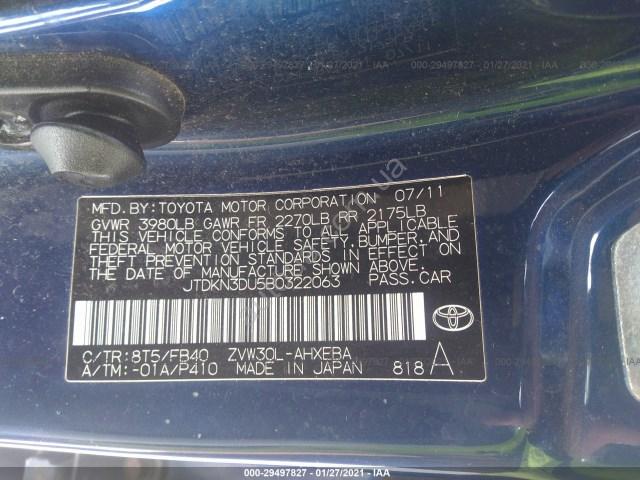 000-29497827 - 01/27/2021 - IAA
MFD.BY:TOYOTA MOTOR CORPORATION 07/11
GVWR 3980LB GAWR FR 2270LB RR 2175LB
THIS VEHICLE CONFORMS TO ALL APPLICABLE
FEDERAL MOTOR VEHICLE SAFETY, BUMPER, AND
THEFT PREVENTION STANDARDS IN EFFECT ON
THE DATE OF MANUFACTURE SHOWN ABOVE.
JTDKN3DU5B0322063 PASS.CAR
C/TR:8T5/FB40 ZVW30L-AHXEBA
A/TM:-01A/P410 MADE IN JAPAN 818 A
TOYOTA
000-29497827 - 01/27/2021 - IAA